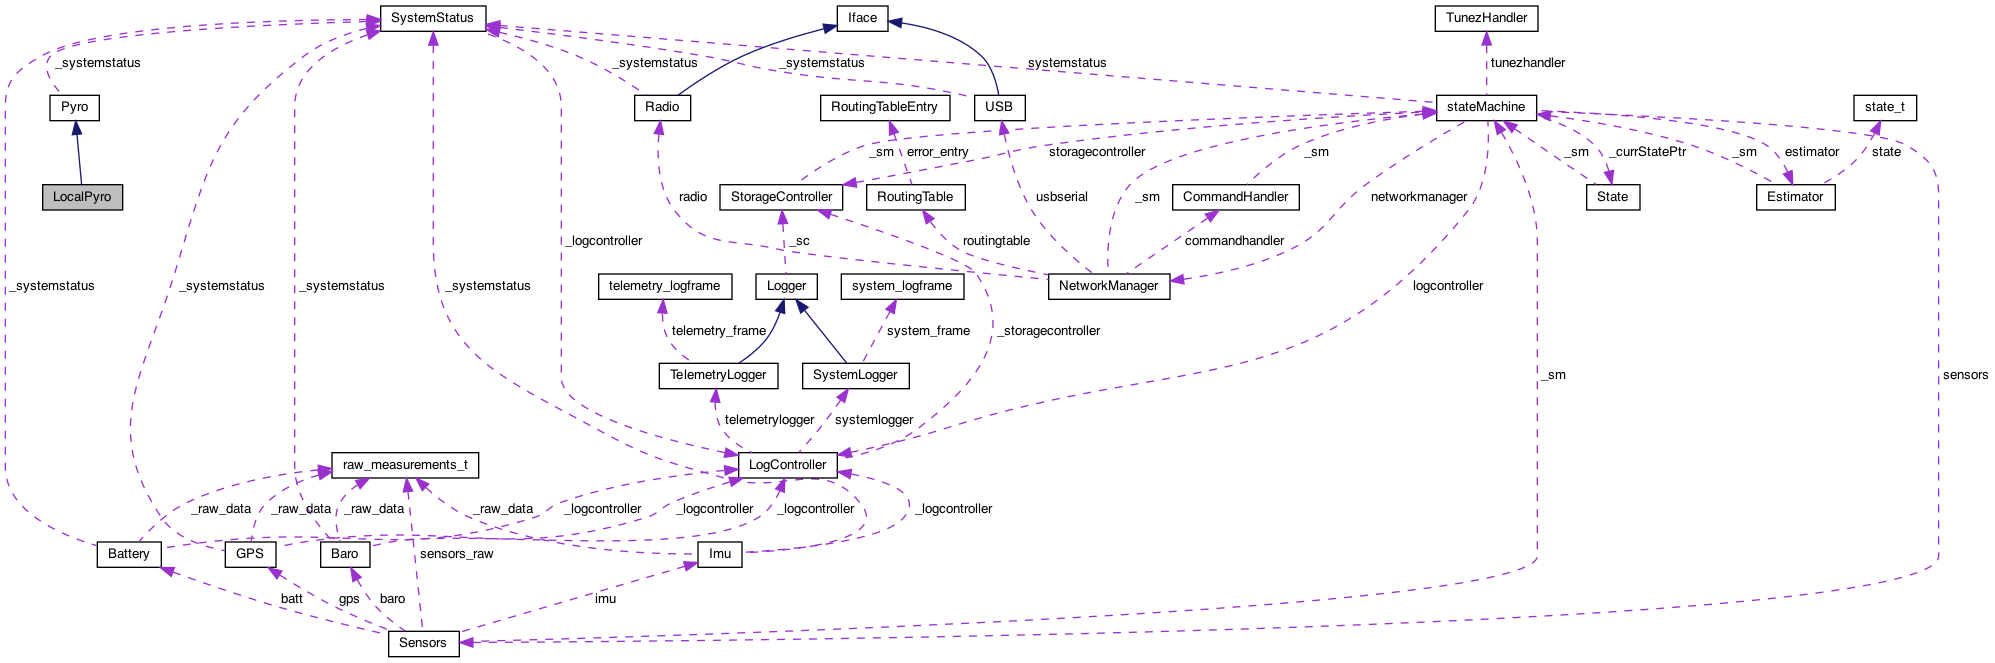 SystemStatus
Iface
TunezHandler
_systemstatus
_systemstatus
_systemstatus
systemstatus
tunezhandler
Pyro
Radio
RoutingTableEntry
USB
stateMachine
state_t
_sm
error_entry
storagecontroller
_sm
_currStatePtr
_sm
_sm
estimator
state
LocalPyro
radio
StorageController
RoutingTable
usbserial
_sm
CommandHandler
networkmanager
State
Estimator
_logcontroller
_sc
routingtable
commandhandler
_systemstatus
_systemstatus
_systemstatus
_systemstatus
telemetry_logframe
Logger
system_logframe
NetworkManager
logcontroller
telemetry_frame
system_frame
_storagecontroller
TelemetryLogger
SystemLogger
_sm
sensors
telemetrylogger
systemlogger
raw_measurements_t
LogController
_raw_data
_raw_data
_raw_data
_raw_data
_logcontroller
_logcontroller
_logcontroller
_logcontroller
Battery
GPS
Baro
sensors_raw
Imu
batt
gps
baro
imu
Sensors